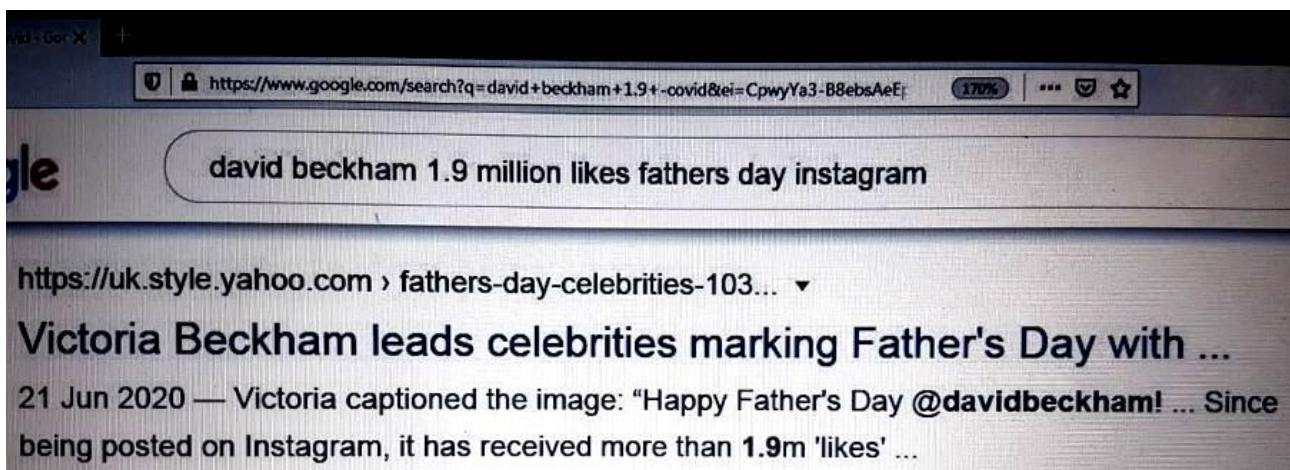 https://www.google.com/search?q=david+beckham+1.9+-covid&ei=CpwyYa3-B8ebsAeE 170%
gle david beckham 1.9 million likes fathers day instagram
https://uk.style.yahoo.com › fathers-day-celebrities-103...
Victoria Beckham leads celebrities marking Father's Day with ...
21 Jun 2020 — Victoria captioned the image: “Happy Father's Day @davidbeckham! ... Since
being posted on Instagram, it has received more than 1.9m 'likes' ...